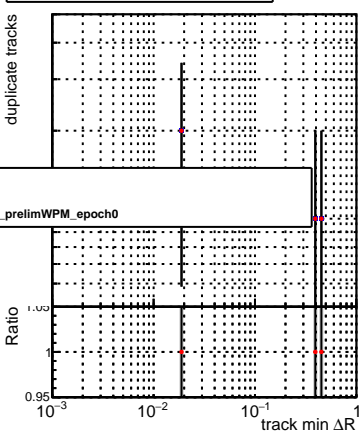 duplicate tracks
_prelimWPM_epoch0
1.05
Ratio
1
0.95
10⁻³ 10⁻² 10⁻¹ 1
track min ΔR